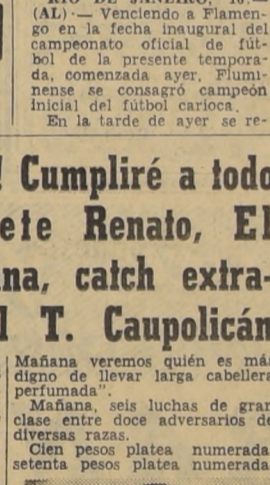 RIO DE JANEIRO, 16.—
(AL) .— Venciendo a Flamen-
go en la fecha inaugural del
campeonato oficial de fút-
bol de la presente tempora-
da, comenzada ayer, Flumi-
nense se consagró campeón
inicial del fútbol carioca.
En la tarde de ayer se re-
! Cumpliré a todo
ete Renato, El
na, catch extra-
l T. Caupolicán
Mañana veremos quién es más
digno de llevar larga cabellera
perfumada".
Mañana, seis luchas de gran
clase entre doce adversarios de
diversas razas.
Cien pesos platea numerada
setenta pesos platea numerada